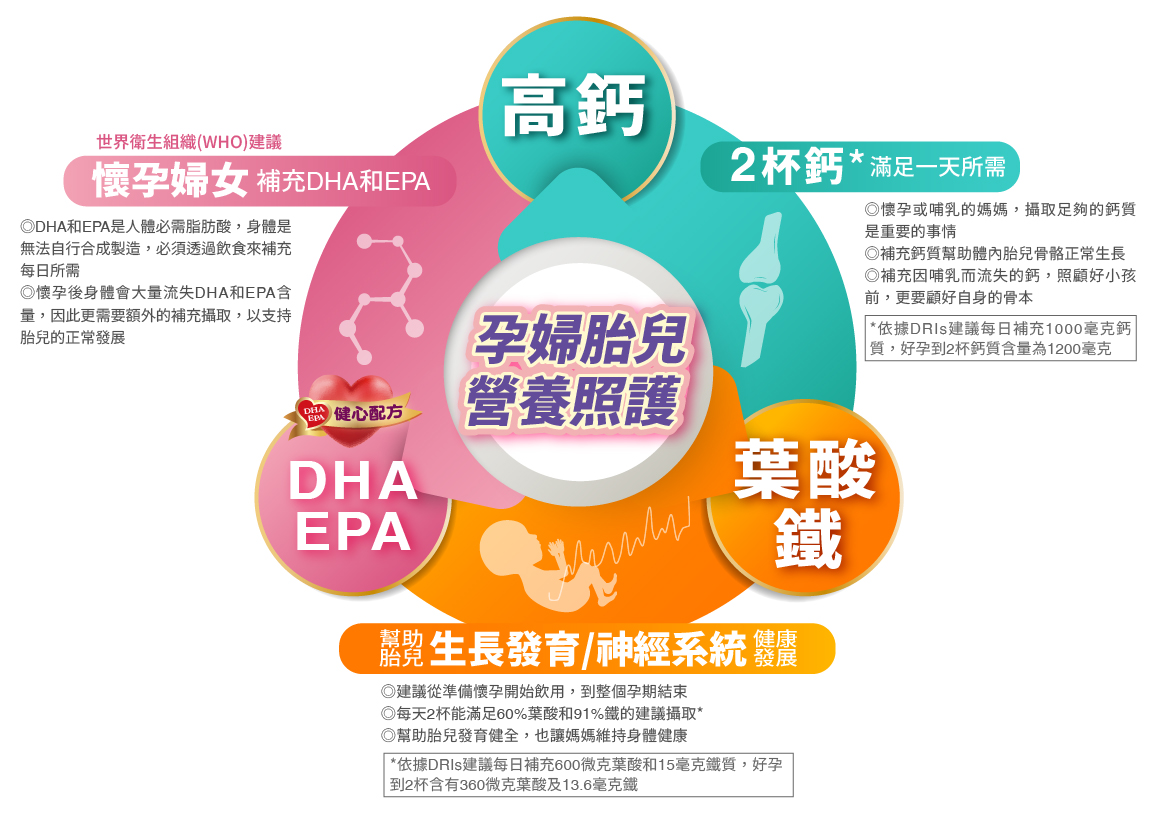 高鈣
世界衛生組織(WHO)建議
懷孕婦女 補充DHA和EPA
◎DHA和EPA是人體必需脂肪酸，身體是
無法自行合成製造，必須透過飲食來補充
每日所需
◎懷孕後身體會大量流失DHA和EPA含
量，因此更需要額外的補充攝取，以支持
胎兒的正常發展
2杯鈣* 滿足一天所需
◎懷孕或哺乳的媽媽，攝取足夠的鈣質
是重要的事情
◎補充鈣質幫助體內胎兒骨骼正常生長
◎補充因哺乳而流失的鈣，照顧好小孩
前，更要顧好自身的骨本
*依據DRIs建議每日補充1000毫克鈣
質，好孕到2杯鈣質含量為1200毫克
孕婦胎兒
營養照護
DHA
EPA
健心配方
DHA
EPA
葉酸
鐵
幫助
胎兒
生長發育/神經系統
健康
發展
◎建議從準備懷孕開始飲用，到整個孕期結束
◎每天2杯能滿足60%葉酸和91%鐵的建議攝取*
◎幫助胎兒發育健全，也讓媽媽維持身體健康
*依據DRIs建議每日補充600微克葉酸和15毫克鐵質，好孕
到2杯含有360微克葉酸及13.6毫克鐵